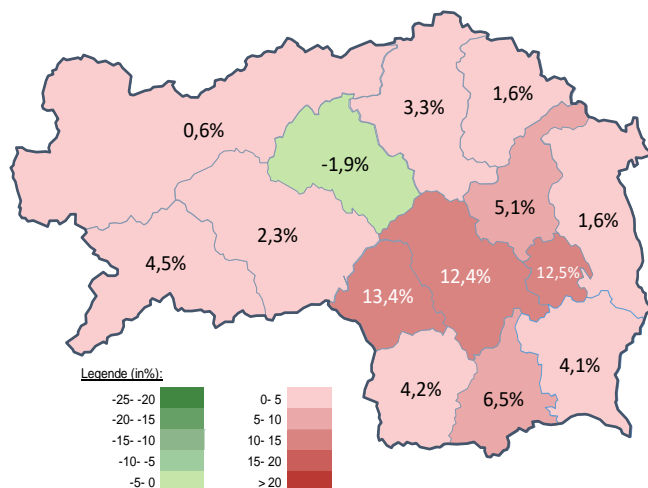 1,6%
3,3%
0,6%
-1,9%
5,1%
1,6%
2,3%
4,5%
12,4%
12,5%
13,4%
4,1%
4,2%
6,5%
Legende (in%):
-25- -20 0- 5
-20- -15 5- 10
-15- -10 10- 15
-10- -5 15- 20
-5- 0 > 20